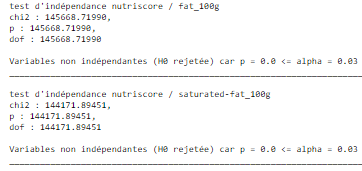 test d'indépendance nutriscore / fat_100g
chi2 : 145668.71990,
p : 145668.71990,
dof : 145668.71990
Variables non indépendantes (H0 rejetée) car p = 0.0 <= alpha = 0.03
test d'indépendance nutriscore / saturated-fat_100g
chi2 : 144171.89451,
p : 144171.89451,
dof : 144171.89451
Variables non indépendantes (H0 rejetée) car p = 0.0 <= alpha = 0.03